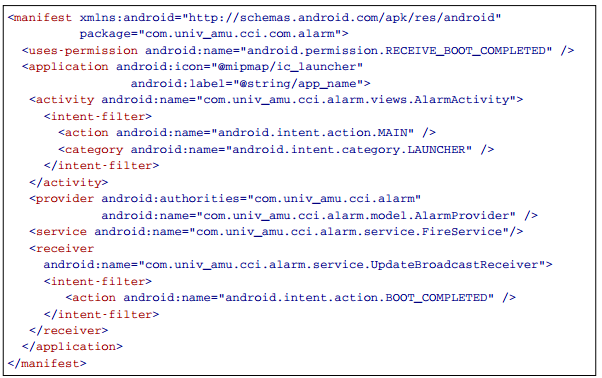 <manifest xmlns:android="http://schemas.android.com/apk/res/android"
package="com.univ_amu.cci.com.alarm">
<uses-permission android:name="android.permission.RECEIVE_BOOT_COMPLETED" />
<application android:icon="@mipmap/ic_launcher"
android:label="@string/app_name">
<activity android:name="com.univ_amu.cci.alarm.views.AlarmActivity">
<intent-filter>
<action android:name="android.intent.action.MAIN" />
<category android:name="android.intent.category.LAUNCHER" />
</intent-filter>
</activity>
<provider android:authorities="com.univ_amu.cci.alarm"
android:name="com.univ_amu.cci.alarm.model.AlarmProvider" />
<service android:name="com.univ_amu.cci.alarm.service.FireService"/>
<receiver
android:name="com.univ_amu.cci.alarm.service.UpdateBroadcastReceiver">
<intent-filter>
<action android:name="android.intent.action.BOOT_COMPLETED" />
</intent-filter>
</receiver>
</application>
</manifest>